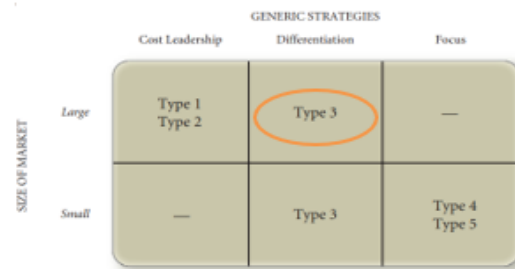 GENERIC STRATEGIES
Cost Leadership Differentiation Focus
SIZE OF MARKET
Large
Type 1
Type 2
Type 3
—
Small
—
Type 3
Type 4
Type 5